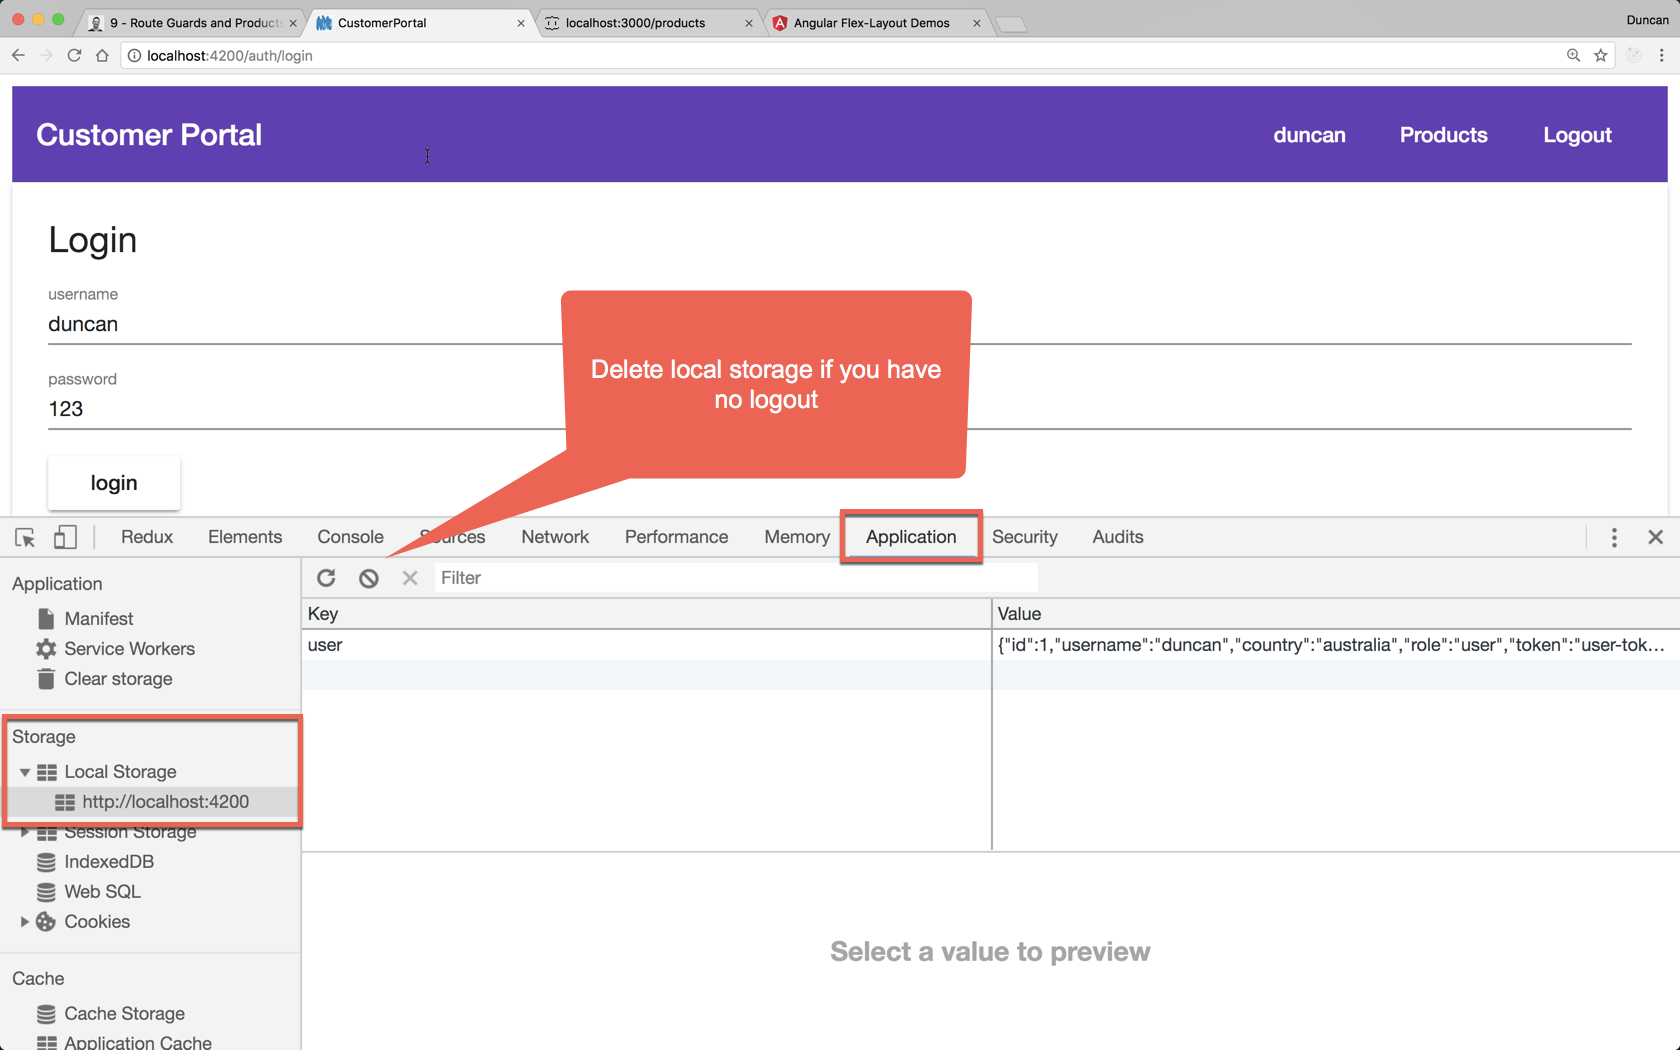 9 - Route Guards and Products
CustomerPortal
localhost:3000/products
Angular Flex-Layout Demos
Duncan
localhost:4200/auth/login
Customer Portal
duncan
Products
Logout
Login
username
duncan
password
123
login
Delete local storage if you have
no logout
Redux
Elements
Console
Sources
Network
Performance
Memory
Application
Security
Audits
Application
Manifest
Service Workers
Clear storage
Storage
Local Storage
http://localhost:4200
Session Storage
IndexedDB
Web SQL
Cookies
Cache
Cache Storage
Application Cache
Filter
Key
Value
user
{"id":1,"username":"duncan","country":"australia","role":"user","token":"user-tok…
Select a value to preview